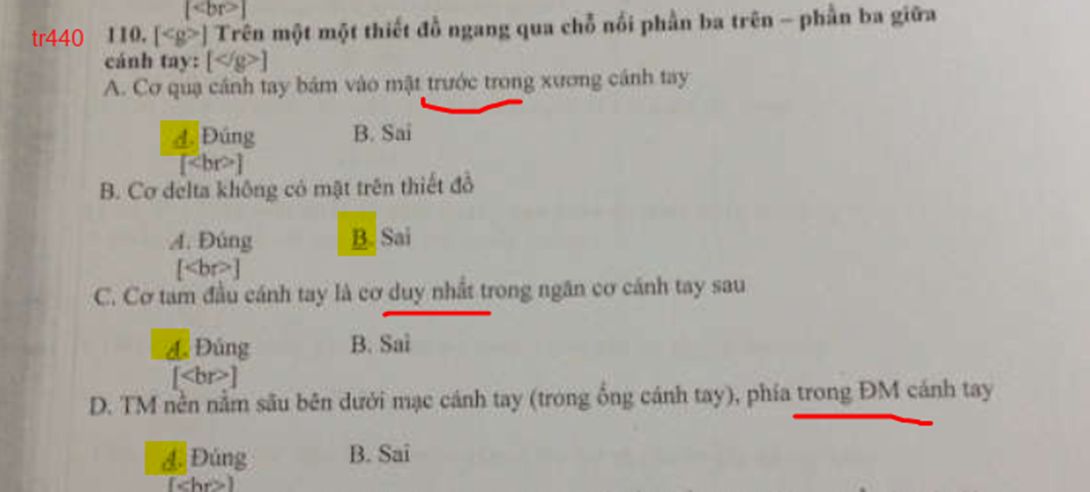 [<br>]
tr440 110. [<g>] Trên một một thiết đồ ngang qua chỗ nối phần ba trên – phần ba giữa
cánh tay: [</g>]
A. Cơ quạ cánh tay bám vào mặt trước trong xương cánh tay
A. Đúng B. Sai
[<br>]
B. Cơ delta không có mặt trên thiết đồ
A. Đúng B. Sai
[<br>]
C. Cơ tam đầu cánh tay là cơ duy nhất trong ngăn cơ cánh tay sau
A. Đúng B. Sai
[<br>]
D. TM nền nằm sâu bên dưới mạc cánh tay (trong ống cánh tay), phía trong ĐM cánh tay
A. Đúng B. Sai
[<br>]